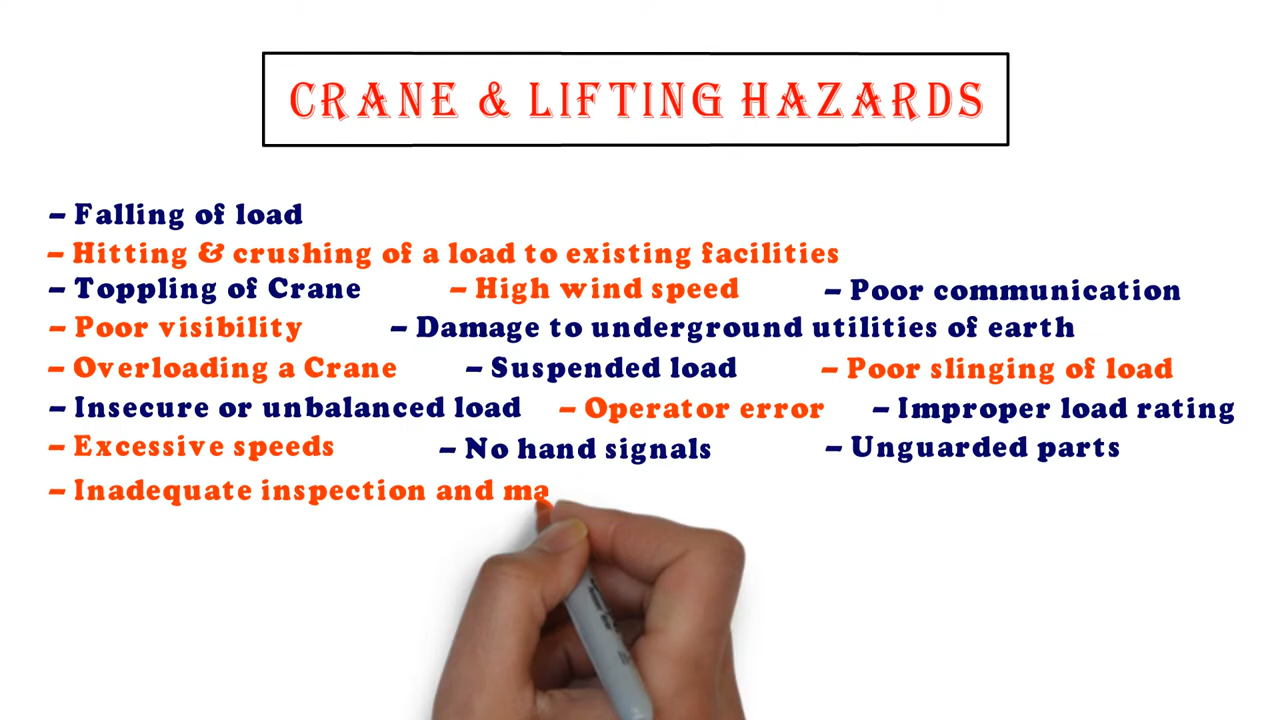 CRANE & LIFTING HAZARDS
– Falling of load
– Hitting & crushing of a load to existing facilities
– Toppling of Crane – High wind speed – Poor communication
– Poor visibility – Damage to underground utilities of earth
– Overloading a Crane – Suspended load – Poor slinging of load
– Insecure or unbalanced load – Operator error – Improper load rating
– Excessive speeds – No hand signals – Unguarded parts
– Inadequate inspection and ma